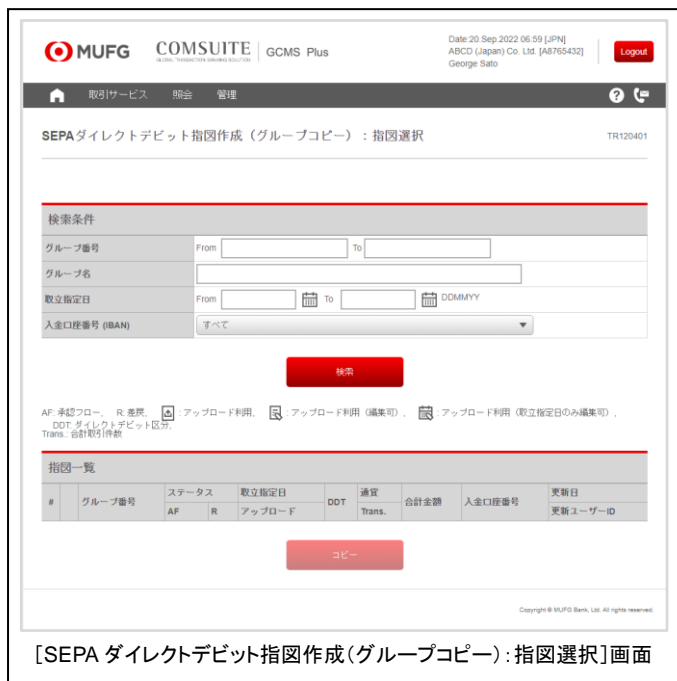 MUFG COMSUITE GCMS Plus
GLOBAL TRANSACTION BANKING SOLUTION
Date:20.Sep.2022 06:59 [JPN]
ABCD (Japan) Co. Ltd. [A8765432]
George Sato
Logout
取引サービス 照会 管理
SEPAダイレクトデビット指図作成（グループコピー）：指図選択 TR120401
検索条件
グループ番号 From To
グループ名
取立指定日 From To DDMMYY
入金口座番号 (IBAN) すべて
検索
AF: 承認フロー、 R: 差戻、 : アップロード利用、 : アップロード利用（編集可）、 : アップロード利用（取立指定日のみ編集可）、
DDT: ダイレクトデビット区分、
Trans.: 合計取引件数
指図一覧
# グループ番号 ステータス 取立指定日 DDT 通貨 合計金額 入金口座番号 更新日
AF R アップロード Trans. 更新ユーザーID
コピー
Copyright © MUFG Bank, Ltd. All rights reserved.
[SEPA ダイレクトデビット指図作成(グループコピー):指図選択]画面